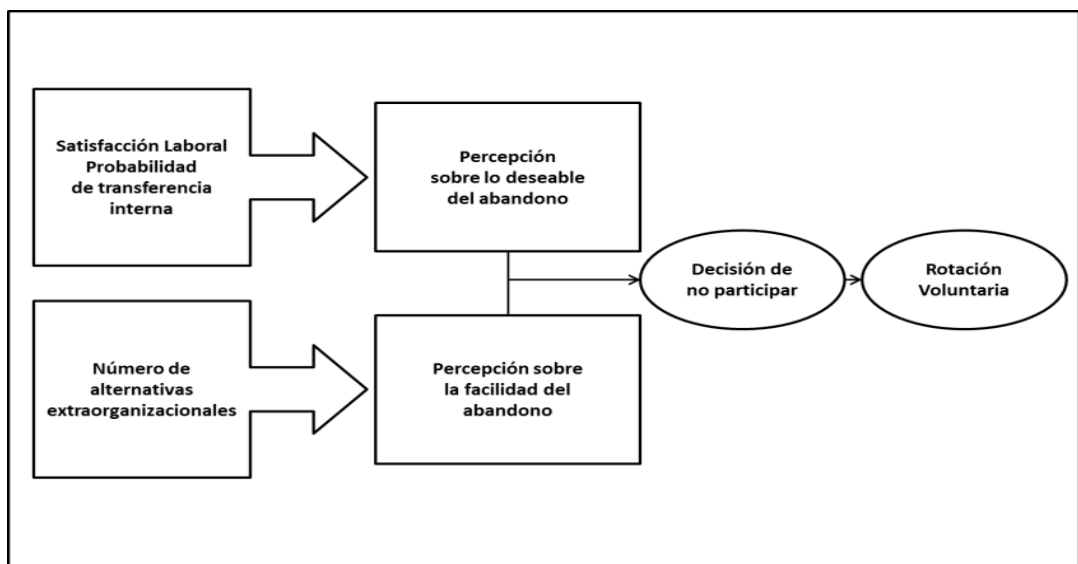 Satisfacción Laboral
Probabilidad
de transferencia
interna
Percepción
sobre lo deseable
del abandono
Decisión de
no participar
Rotación
Voluntaria
Número de
alternativas
extraorganizacionales
Percepción sobre
la facilidad del
abandono